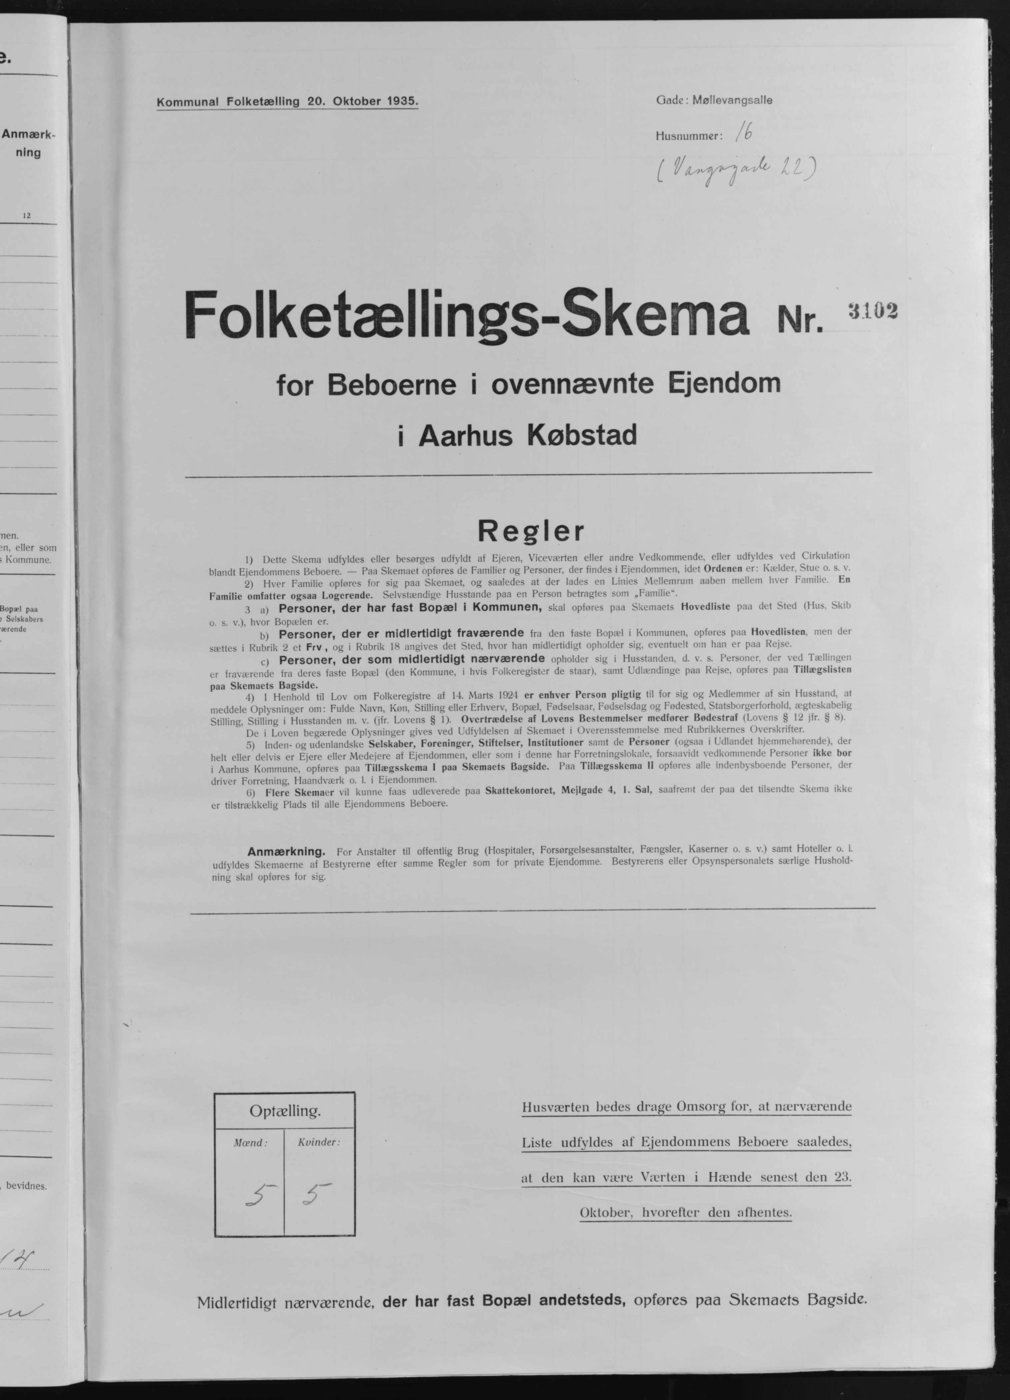 e.
Anmærk-
ning
12
men.
en, eller som
s Kommune.
Bopæl paa
e Selskabers
værende
, bevidnes.
14
Kommunal Folketælling 20. Oktober 1935.
Gade: Møllevangsalle
Husnummer: 16
(Vangsgade 22)
Folketællings-Skema Nr. 3102
for Beboerne i ovennævnte Ejendom
i Aarhus Købstad
Regler
1) Dette Skema udfyldes eller besørges udfyldt af Ejeren, Viceværten eller andre Vedkommende, eller udfyldes ved Cirkulation
blandt Ejendommens Beboere. — Paa Skemaet opføres de Familier og Personer, der findes i Ejendommen, idet Ordenen er: Kælder, Stue o. s. v.
2) Hver Familie opføres for sig paa Skemaet, og saaledes at der lades en Linies Mellemrum aaben mellem hver Familie. En
Familie omfatter ogsaa Logerende. Selvstændige Husstande paa en Person betragtes som „Familie".
3 a) Personer, der har fast Bopæl i Kommunen, skal opføres paa Skemaets Hovedliste paa det Sted (Hus, Skib
o. s. v.), hvor Bopælen er.
b) Personer, der er midlertidigt fraværende fra den faste Bopæl i Kommunen, opføres paa Hovedlisten, men der
sættes i Rubrik 2 et Frv, og i Rubrik 18 angives det Sted, hvor han midlertidigt opholder sig, eventuelt om han er paa Rejse.
c) Personer, der som midlertidigt nærværende opholder sig i Husstanden, d. v. s. Personer, der ved Tællingen
er fraværende fra deres faste Bopæl (den Kommune, i hvis Folkeregister de staar), samt Udlændinge paa Rejse, opføres paa Tillægslisten
paa Skemaets Bagside.
4) I Henhold til Lov om Folkeregistre af 14. Marts 1924 er enhver Person pligtig til for sig og Medlemmer af sin Husstand, at
meddele Oplysninger om: Fulde Navn, Køn, Stilling eller Erhverv, Bopæl, Fødselsaar, Fødselsdag og Fødested, Statsborgerforhold, ægteskabelig
Stilling, Stilling i Husstanden m. v. (jfr. Lovens § 1). Overtrædelse af Lovens Bestemmelser medfører Bødestraf (Lovens § 12 jfr. § 8).
De i Loven begærede Oplysninger gives ved Udfyldelsen af Skemaet i Overensstemmelse med Rubrikkernes Overskrifter.
5) Inden- og udenlandske Selskaber, Foreninger, Stiftelser, Institutioner samt de Personer (ogsaa i Udlandet hjemmehørende), der
helt eller delvis er Ejere eller Medejere af Ejendommen, eller som i denne har Forretningslokale, forsaavidt vedkommende Personer ikke bor
i Aarhus Kommune, opføres paa Tillægsskema I paa Skemaets Bagside. Paa Tillægsskema II opføres alle indenbysboende Personer, der
driver Forretning, Haandværk o. l. i Ejendommen.
6) Flere Skemaer vil kunne faas udleverede paa Skattekontoret, Mejlgade 4, 1. Sal, saafremt der paa det tilsendte Skema ikke
er tilstrækkelig Plads til alle Ejendommens Beboere.
Anmærkning. For Anstalter til offentlig Brug (Hospitaler, Forsørgelsesanstalter, Fængsler, Kaserner o. s. v.) samt Hoteller o. l.
udfyldes Skemaerne af Bestyrerne efter samme Regler som for private Ejendomme. Bestyrerens eller Opsynspersonalets særlige Hushold-
ning skal opføres for sig.
Optælling.
Mænd: Kvinder:
5 5
Husværten bedes drage Omsorg for, at nærværende
Liste udfyldes af Ejendommens Beboere saaledes,
at den kan være Værten i Hænde senest den 23.
Oktober, hvorefter den afhentes.
Midlertidigt nærværende, der har fast Bopæl andetsteds, opføres paa Skemaets Bagside.